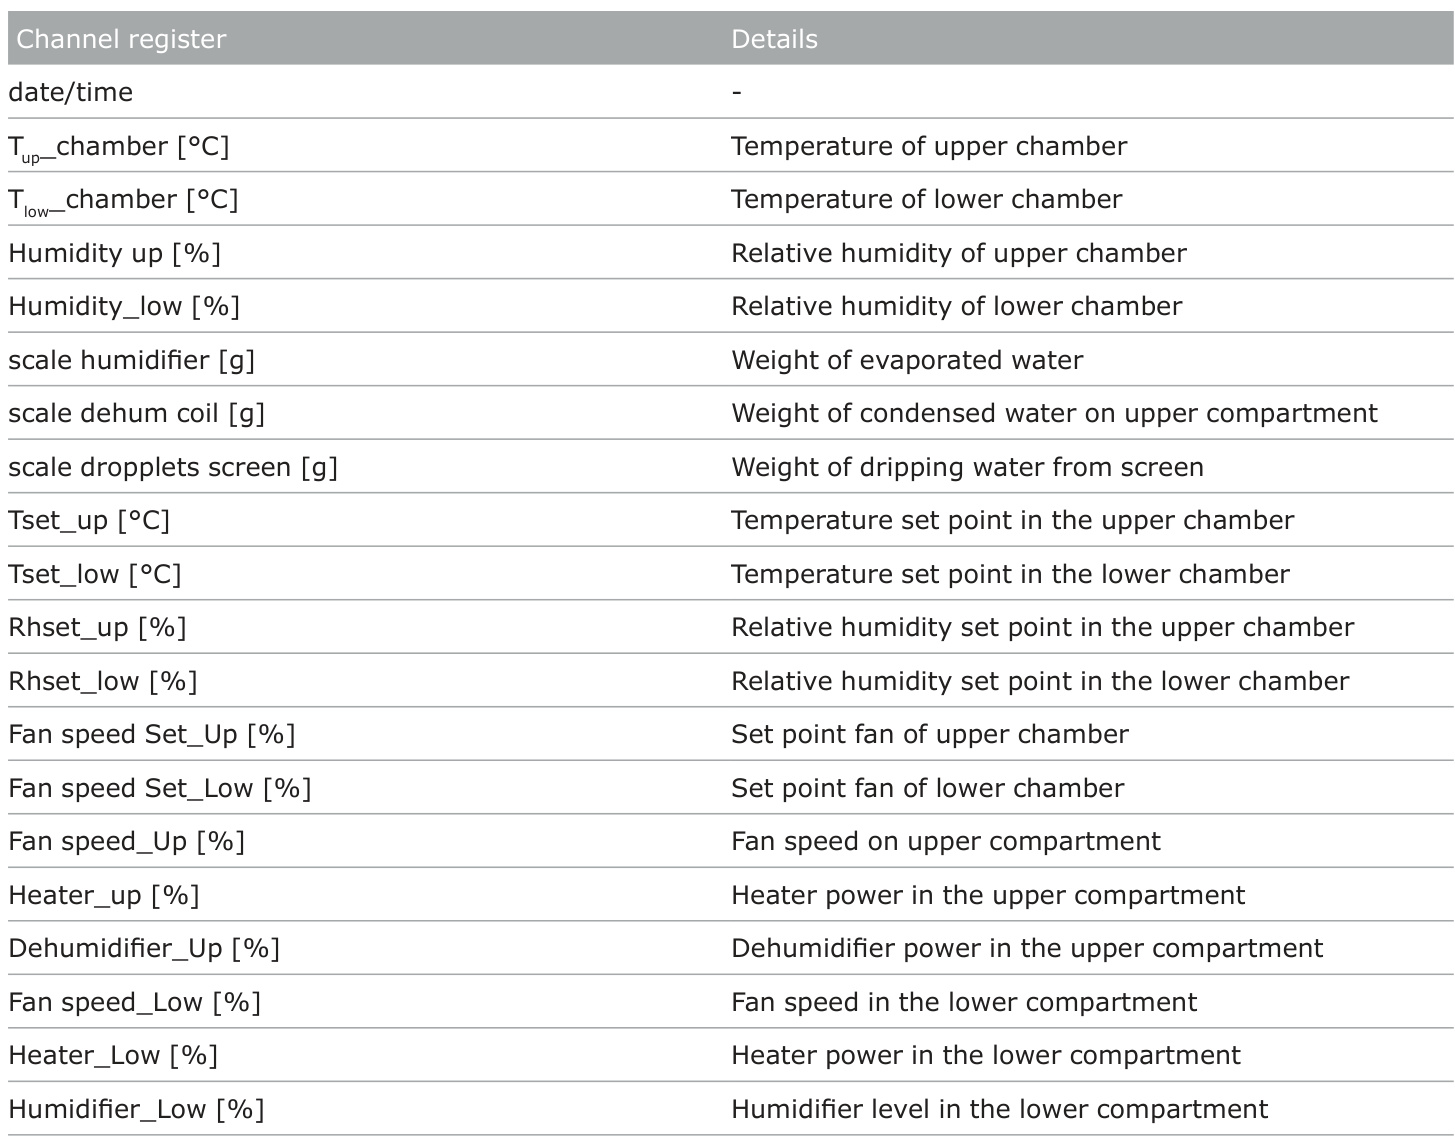 Channel register Details
date/time -
Tup_chamber [°C] Temperature of upper chamber
Tlow_chamber [°C] Temperature of lower chamber
Humidity up [%] Relative humidity of upper chamber
Humidity_low [%] Relative humidity of lower chamber
scale humidifier [g] Weight of evaporated water
scale dehum coil [g] Weight of condensed water on upper compartment
scale dropplets screen [g] Weight of dripping water from screen
Tset_up [°C] Temperature set point in the upper chamber
Tset_low [°C] Temperature set point in the lower chamber
Rhset_up [%] Relative humidity set point in the upper chamber
Rhset_low [%] Relative humidity set point in the lower chamber
Fan speed Set_Up [%] Set point fan of upper chamber
Fan speed Set_Low [%] Set point fan of lower chamber
Fan speed_Up [%] Fan speed on upper compartment
Heater_up [%] Heater power in the upper compartment
Dehumidifier_Up [%] Dehumidifier power in the upper compartment
Fan speed_Low [%] Fan speed in the lower compartment
Heater_Low [%] Heater power in the lower compartment
Humidifier_Low [%] Humidifier level in the lower compartment